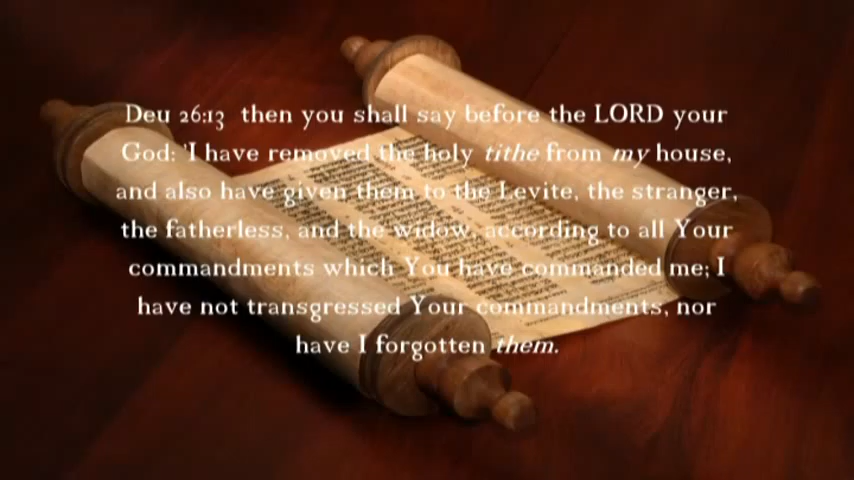 Deu 26:13 then you shall say before the LORD your
God: 'I have removed the holy tithe from my house,
and also have given them to the Levite, the stranger,
the fatherless, and the widow, according to all Your
commandments which You have commanded me; I
have not transgressed Your commandments, nor
have I forgotten them.